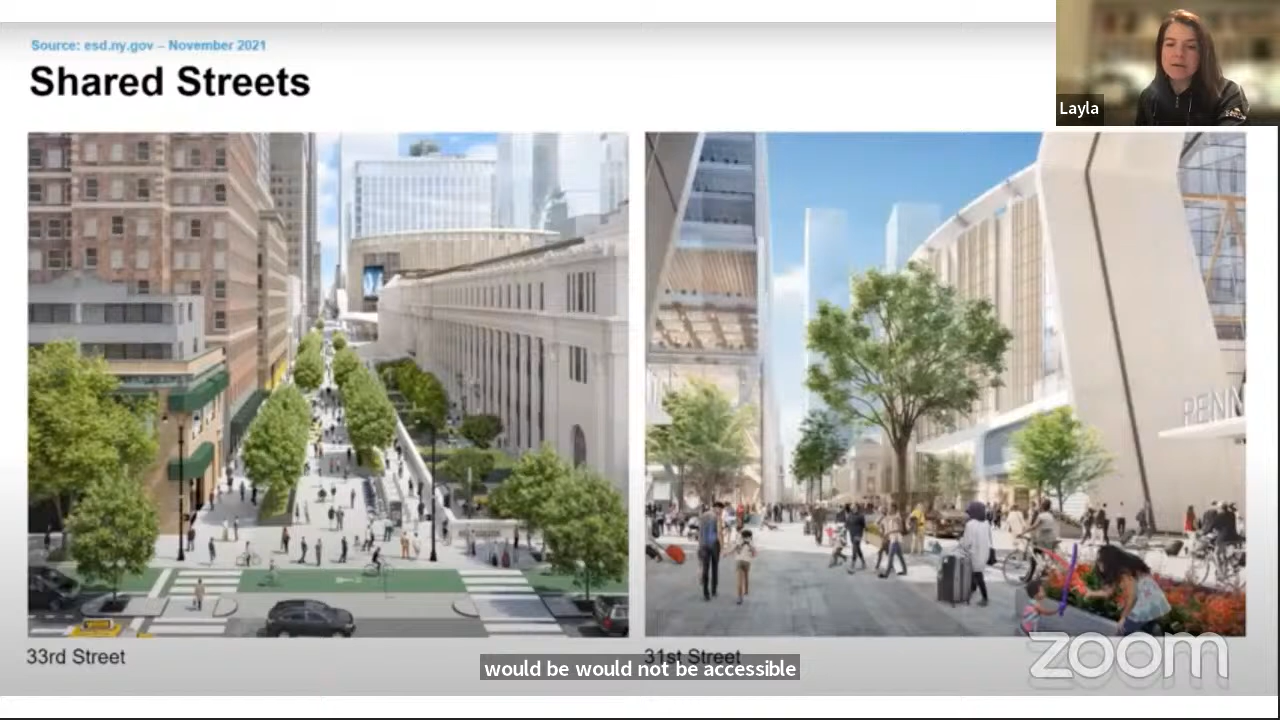 Source: esd.ny.gov – November 2021
Shared Streets
Layla
PENN
33rd Street
31st Street
would be would not be accessible
zoom